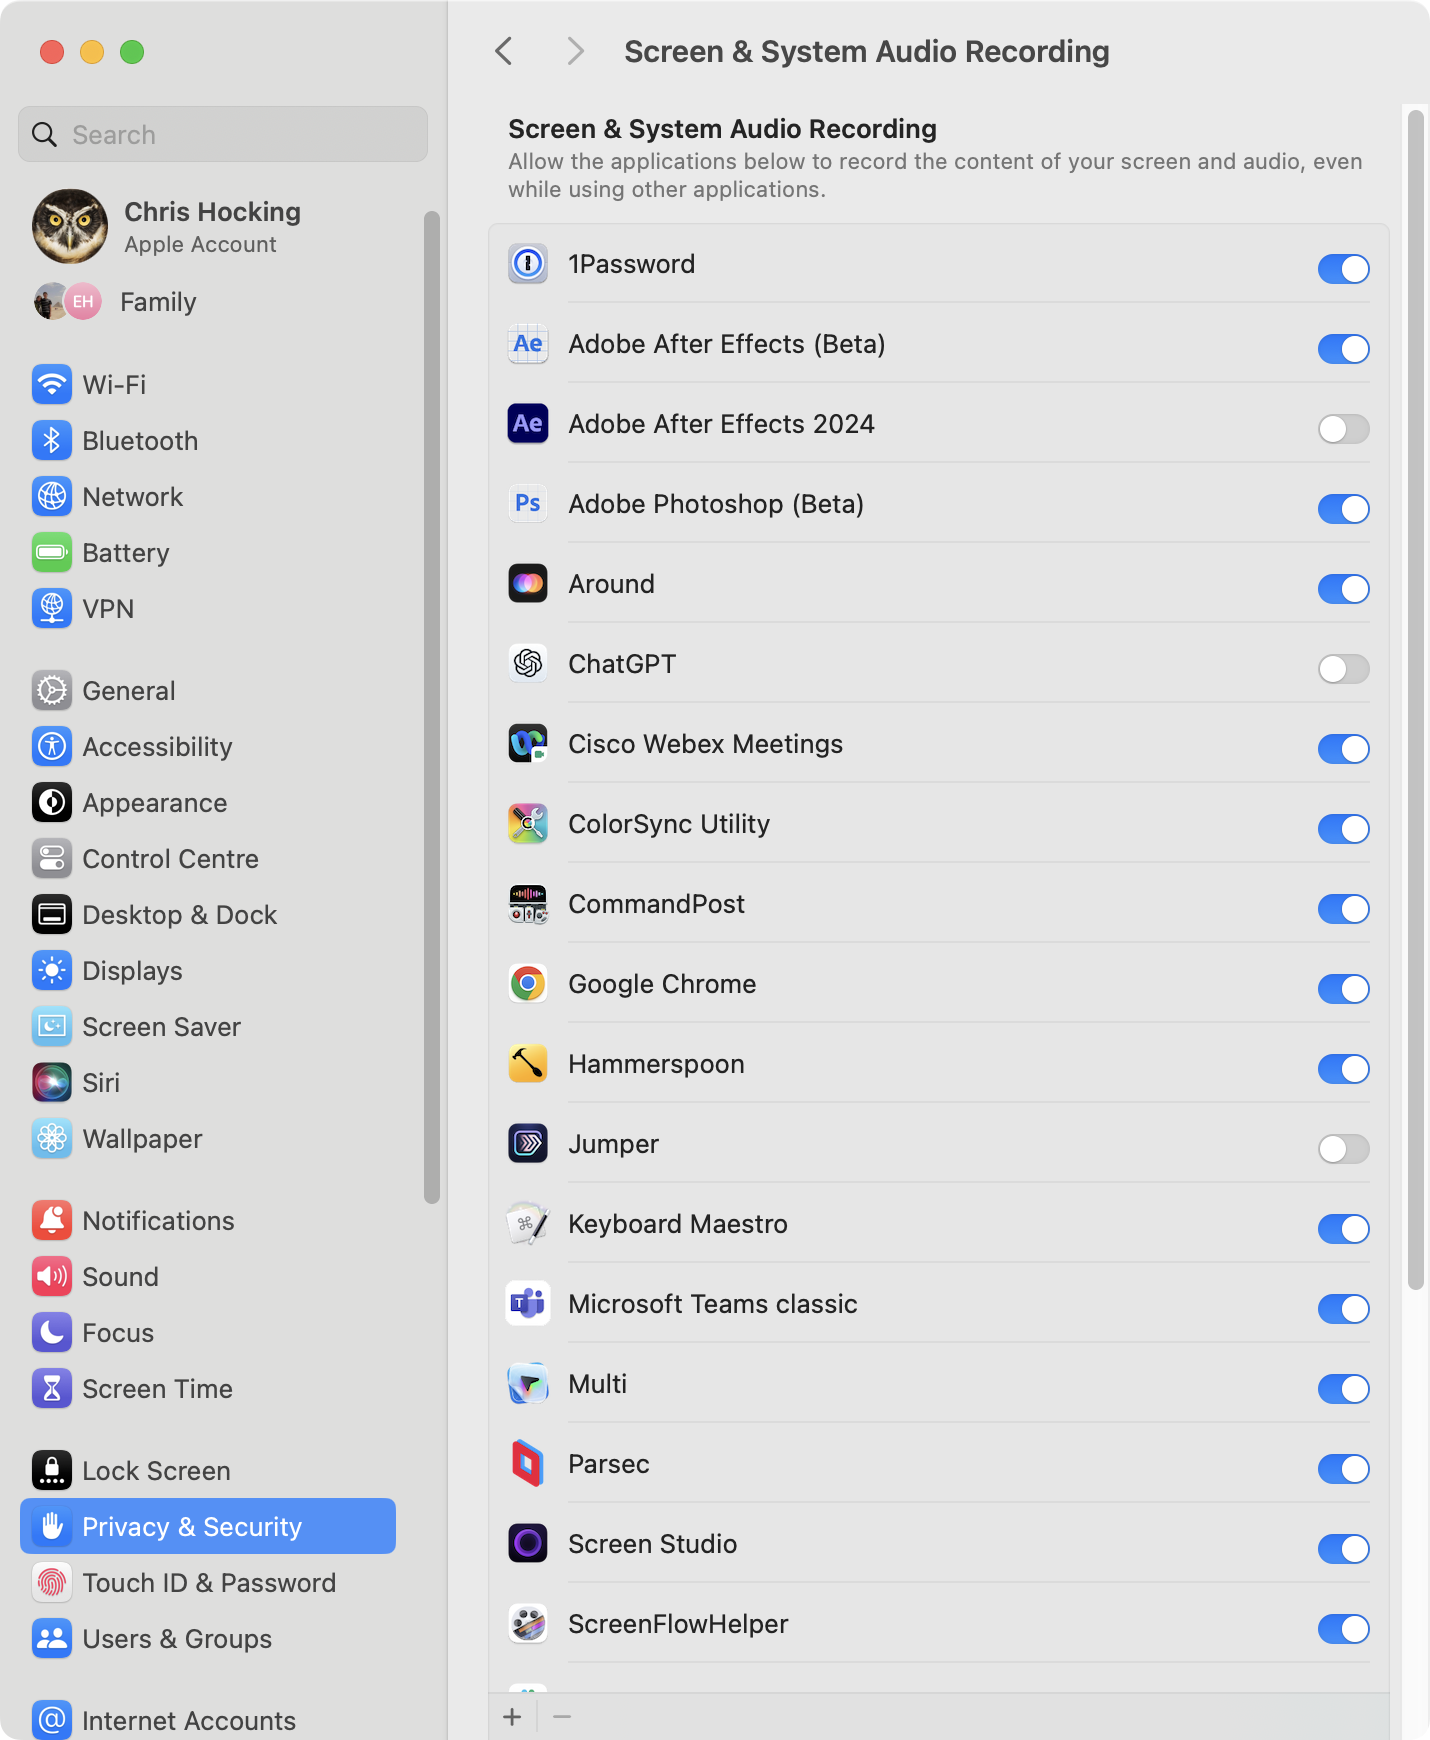 Screen & System Audio Recording
Search
Chris Hocking
Apple Account
EH
Family
Wi-Fi
Bluetooth
Network
Battery
VPN
General
Accessibility
Appearance
Control Centre
Desktop & Dock
Displays
Screen Saver
Siri
Wallpaper
Notifications
Sound
Focus
Screen Time
Lock Screen
Privacy & Security
Touch ID & Password
Users & Groups
@ Internet Accounts
Screen & System Audio Recording
Allow the applications below to record the content of your screen and audio, even
while using other applications.
1Password
Ae Adobe After Effects (Beta)
Ae Adobe After Effects 2024
Ps Adobe Photoshop (Beta)
Around
ChatGPT
Cisco Webex Meetings
ColorSync Utility
CommandPost
Google Chrome
Hammerspoon
Jumper
Keyboard Maestro
T Microsoft Teams classic
Multi
Parsec
Screen Studio
ScreenFlowHelper